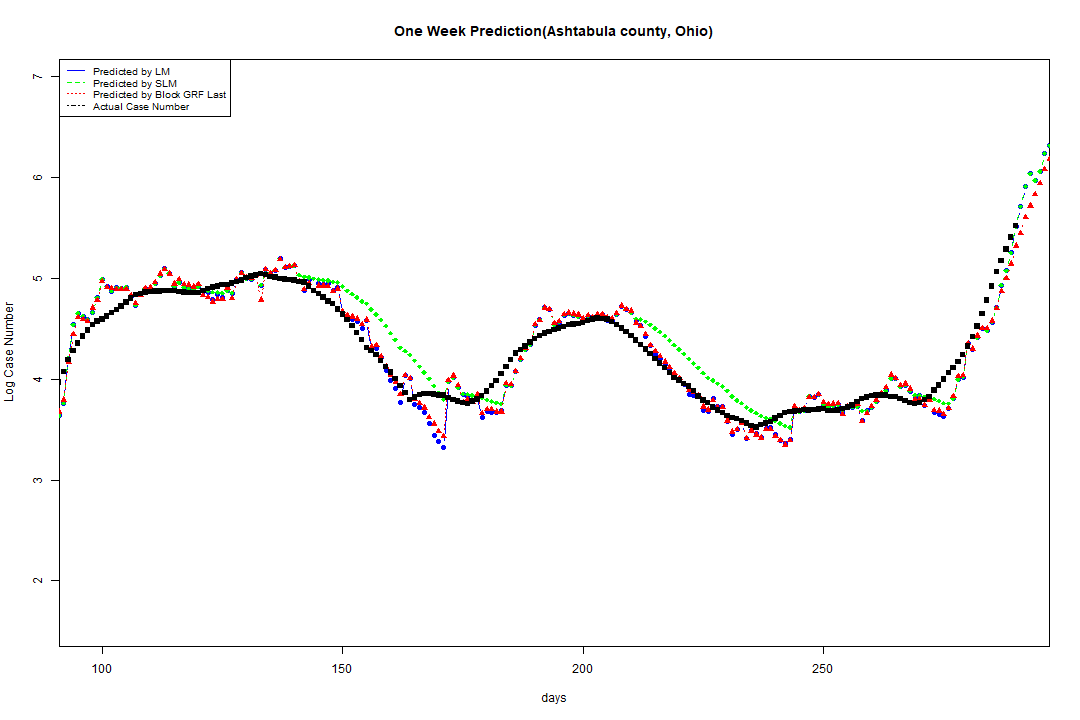 One Week Prediction(Ashtabula county, Ohio)
Predicted by LM
Predicted by SLM
Predicted by Block GRF Last
Actual Case Number
Log Case Number
7
6
5
4
3
2
100 150 200 250
days